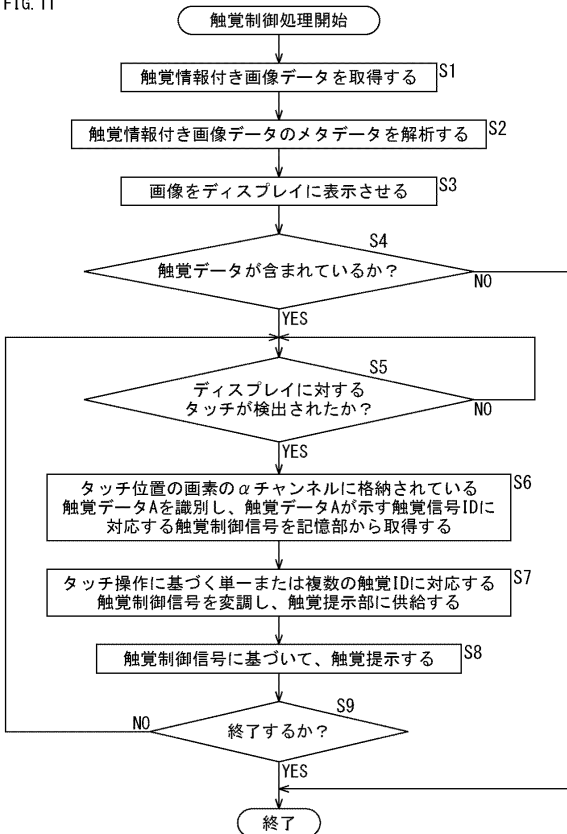 FIG. 11
触覚制御処理開始
触覚情報付き画像データを取得する
S1
触覚情報付き画像データのメタデータを解析する
S2
画像をディスプレイに表示させる
S3
S4
触覚データが含まれているか?
NO
YES
S5
ディスプレイに対する
タッチが検出されたか?
NO
YES
タッチ位置の画素のαチャンネルに格納されている
触覚データAを識別し、触覚データAが示す触覚信号IDに
対応する触覚制御信号を記憶部から取得する
S6
タッチ操作に基づく単一または複数の触覚IDに対応する
触覚制御信号を変調し、触覚提示部に供給する
S7
触覚制御信号に基づいて、触覚提示する
S8
S9
終了するか?
NO
YES
終了